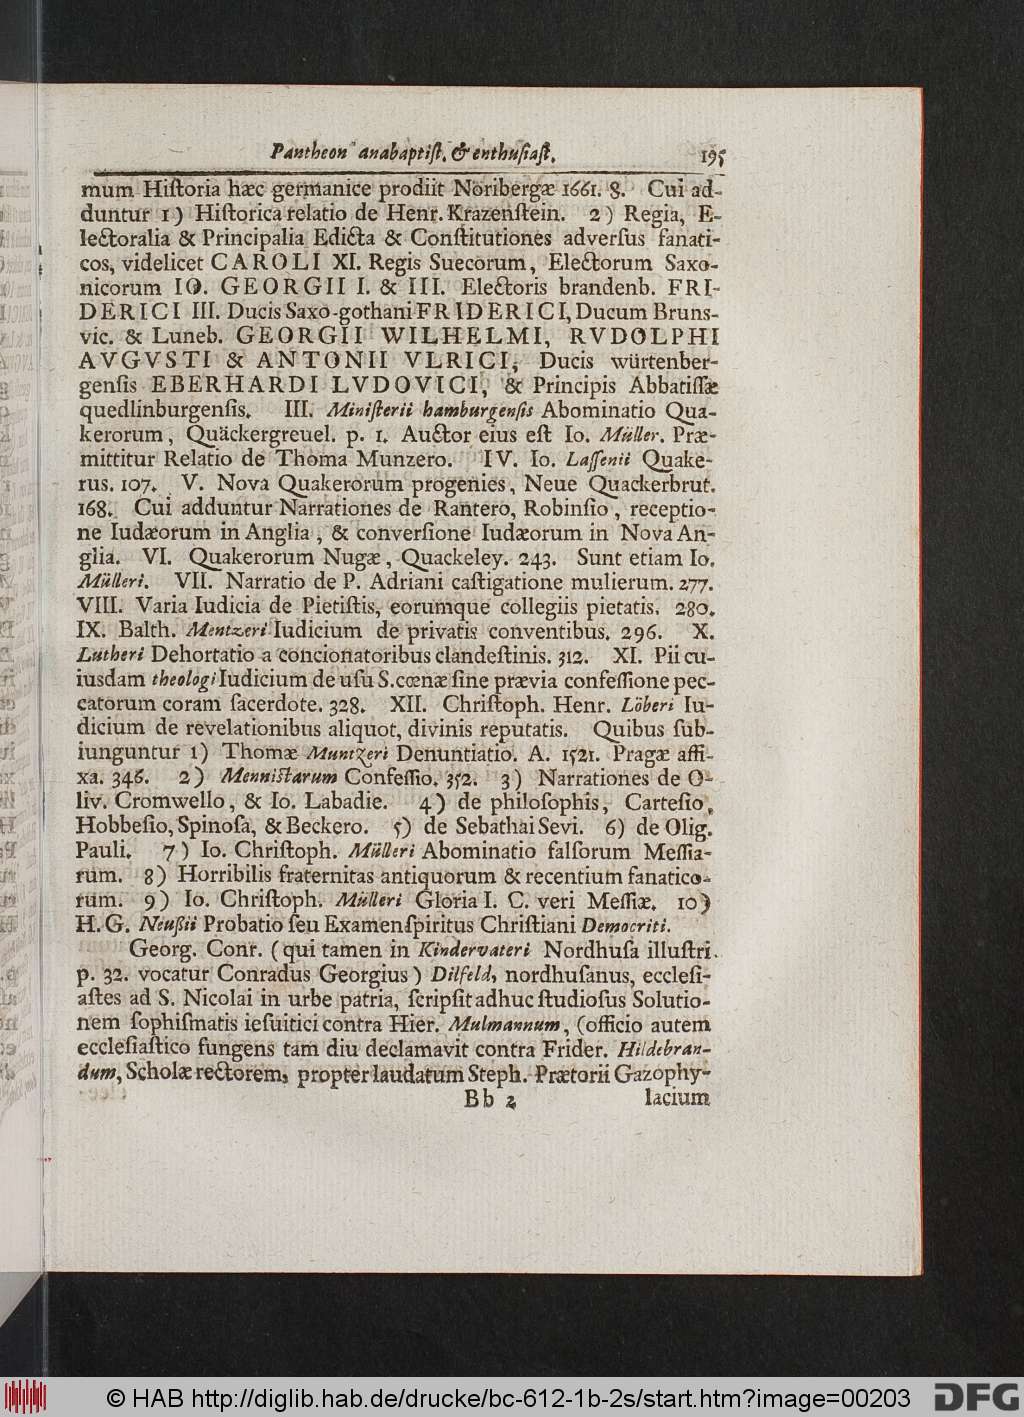 Pantheon anabaptiſt. & enthuſiaſt. 195
mum Hiſtoria hæc germanice prodiit Noribergæ 1661. 8. Cui ad-
duntur 1) Hiſtorica relatio de Henr. Krazenſtein. 2) Regia, E-
lectoralia & Principalia Edicta & Conſtitutiones adverſus fanati-
cos, videlicet CAROLI XI. Regis Suecorum, Electorum Saxo-
nicorum IO. GEORGII I. & III. Electoris brandenb. FRI-
DERICI III. Ducis Saxo-gothani FRIDERICI, Ducum Bruns-
vic. & Luneb. GEORGII WILHELMI, RVDOLPHI
AVGVSTI & ANTONII VLRICI, Ducis würtenber-
genſis EBERHARDI LVDOVICI, & Principis Abbatiſſæ
quedlinburgenſis. III. Miniſterii hamburgenſis Abominatio Qua-
kerorum, Quäckergreuel. p. 1. Auctor eius eſt Io. Müller. Præ-
mittitur Relatio de Thoma Munzero. IV. Io. Laſſenii Quake-
rus. 107. V. Nova Quakerorum progenies, Neue Quackerbrut.
168. Cui adduntur Narrationes de Rantero, Robinſio, receptio-
ne Iudæorum in Anglia, & converſione Iudæorum in Nova An-
glia. VI. Quakerorum Nugæ, Quackeley. 243. Sunt etiam Io.
Mülleri. VII. Narratio de P. Adriani caſtigatione mulierum. 277.
VIII. Varia Iudicia de Pietiſtis, eorumque collegiis pietatis. 280.
IX. Balth. Mentzeri Iudicium de privatis conventibus. 296. X.
Lutheri Dehortatio a concionatoribus clandeſtinis. 312. XI. Pii cu-
iusdam theologi Iudicium de uſu S. cœnæ ſine prævia confeſſione pec-
catorum coram ſacerdote. 328. XII. Chriſtoph. Henr. Löberi Iu-
dicium de revelationibus aliquot, divinis reputatis. Quibus ſub-
iunguntur 1) Thomæ Muntzeri Denuntiatio. A. 1521. Pragæ affi-
xa. 346. 2) Menniſtarum Confeſſio. 352. 3) Narrationes de O-
liv. Cromwello, & Io. Labadie. 4) de philoſophis, Carteſio,
Hobbeſio, Spinoſa, & Beckero. 5) de Sebathai Sevi. 6) de Olig.
Pauli. 7) Io. Chriſtoph. Mülleri Abominatio falſorum Meſſia-
rum. 8) Horribilis fraternitas antiquorum & recentium fanatico-
rum. 9) Io. Chriſtoph. Mülleri Gloria I. C. veri Meſſiæ. 10)
H. G. Neußii Probatio ſeu Examen ſpiritus Chriſtiani Democriti.
Georg. Conr. (qui tamen in Kindervateri Nordhuſa illuſtri.
p. 32. vocatur Conradus Georgius) Dilfeld, nordhuſanus, eccleſi-
aſtes ad S. Nicolai in urbe patria, ſcripſit adhuc ſtudioſus Solutio-
nem ſophiſmatis ieſuitici contra Hier. Mulmannum, (officio autem
eccleſiaſtico fungens tam diu declamavit contra Frider. Hildebran-
dum, Scholæ rectorem, propter laudatum Steph. Prætorii Gazophy-
Bb 2 lacium
© HAB http://diglib.hab.de/drucke/bc-612-1b-2s/start.htm?image=00203 DFG